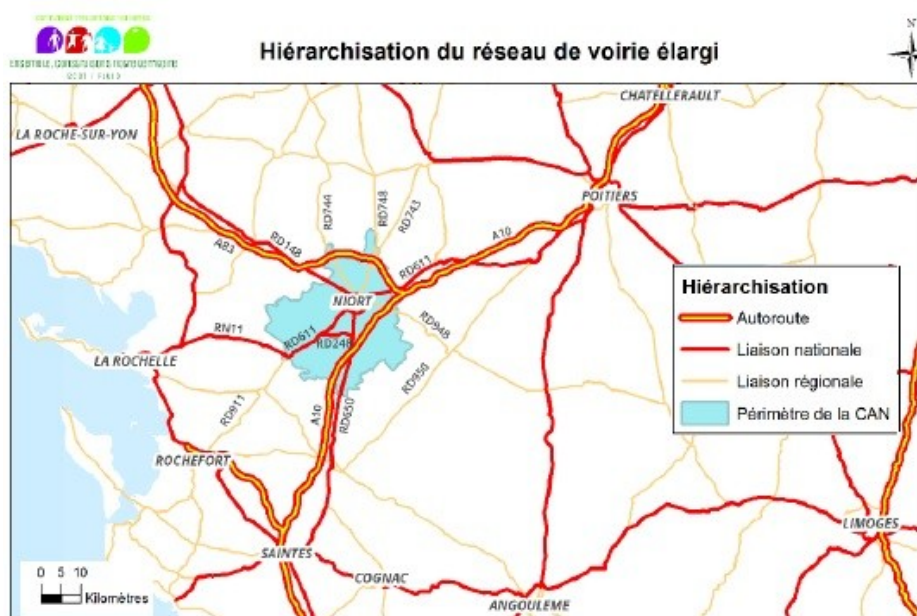 Hiérarchisation du réseau de voirie élargi
N
CHATELLERAULT
LA ROCHE-SUR-YON
POITIERS
RD744
RD748
RD743
A83
RD148
A10
RD611
NIORT
Hiérarchisation
Autoroute
Liaison nationale
Liaison régionale
Périmètre de la CAN
RN11
RD611
RD248
RD948
RD950
LA ROCHELLE
RD911
A10
RD650
ROCHEFORT
SAINTES
COGNAC
ANGOULEME
LIMOGES
0 5 10
Kilomètres